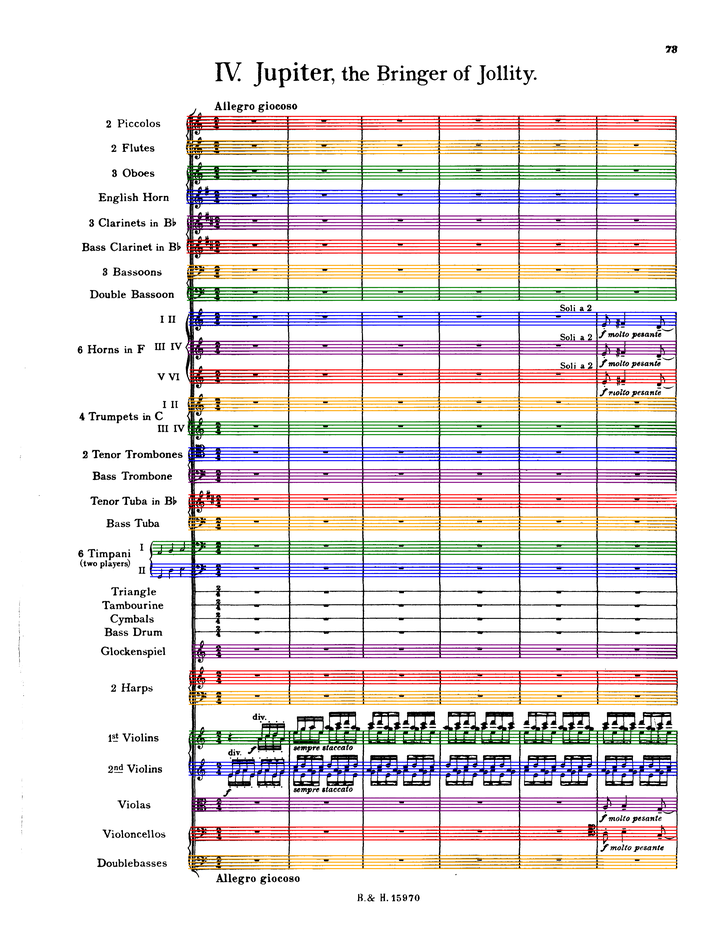 73
IV. Jupiter, the Bringer of Jollity.
Allegro giocoso
2 Piccolos
2 Flutes
3 Oboes
English Horn
3 Clarinets in B♭
Bass Clarinet in B♭
3 Bassoons
Double Bassoon
Soli a 2
I II
f molto pesante
Soli a 2
6 Horns in F III IV
f molto pesante
Soli a 2
V VI
f molto pesante
I II
4 Trumpets in C
III IV
2 Tenor Trombones
Bass Trombone
Tenor Tuba in B♭
Bass Tuba
6 Timpani I
(two players)
II
Triangle
Tambourine
Cymbals
Bass Drum
Glockenspiel
2 Harps
div.
1st Violins
f sempre staccato
div.
2nd Violins
f sempre staccato
Violas
f molto pesante
Violoncellos
f molto pesante
Doublebasses
Allegro giocoso
B. & H. 15970